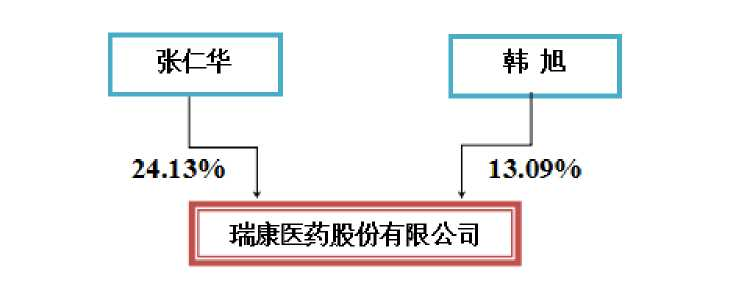 张仁华
韩 旭
24.13%
13.09%
瑞康医药股份有限公司